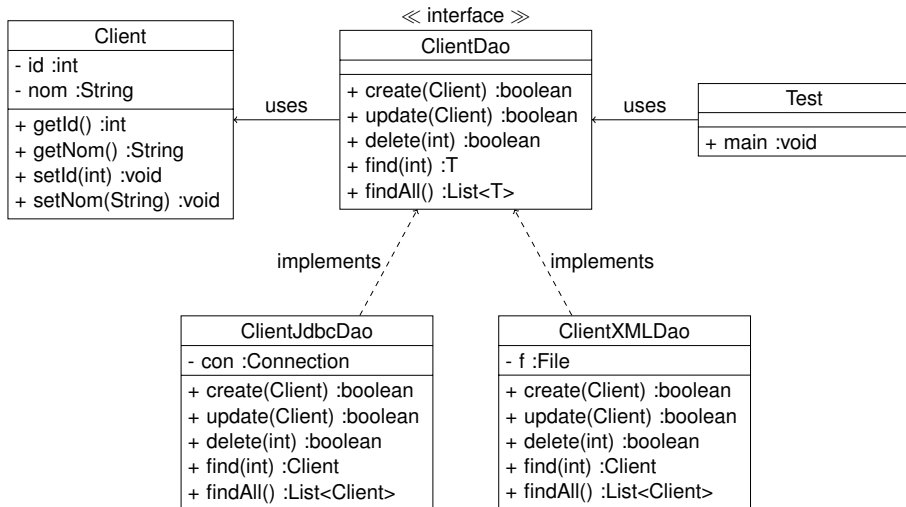 ≪ interface ≫
Client
- id :int
- nom :String
+ getId() :int
+ getNom() :String
+ setId(int) :void
+ setNom(String) :void
uses
ClientDao
+ create(Client) :boolean
+ update(Client) :boolean
+ delete(int) :boolean
+ find(int) :T
+ findAll() :List<T>
uses
Test
+ main :void
implements
implements
ClientJdbcDao
- con :Connection
+ create(Client) :boolean
+ update(Client) :boolean
+ delete(int) :boolean
+ find(int) :Client
+ findAll() :List<Client>
ClientXMLDao
- f :File
+ create(Client) :boolean
+ update(Client) :boolean
+ delete(int) :boolean
+ find(int) :Client
+ findAll() :List<Client>